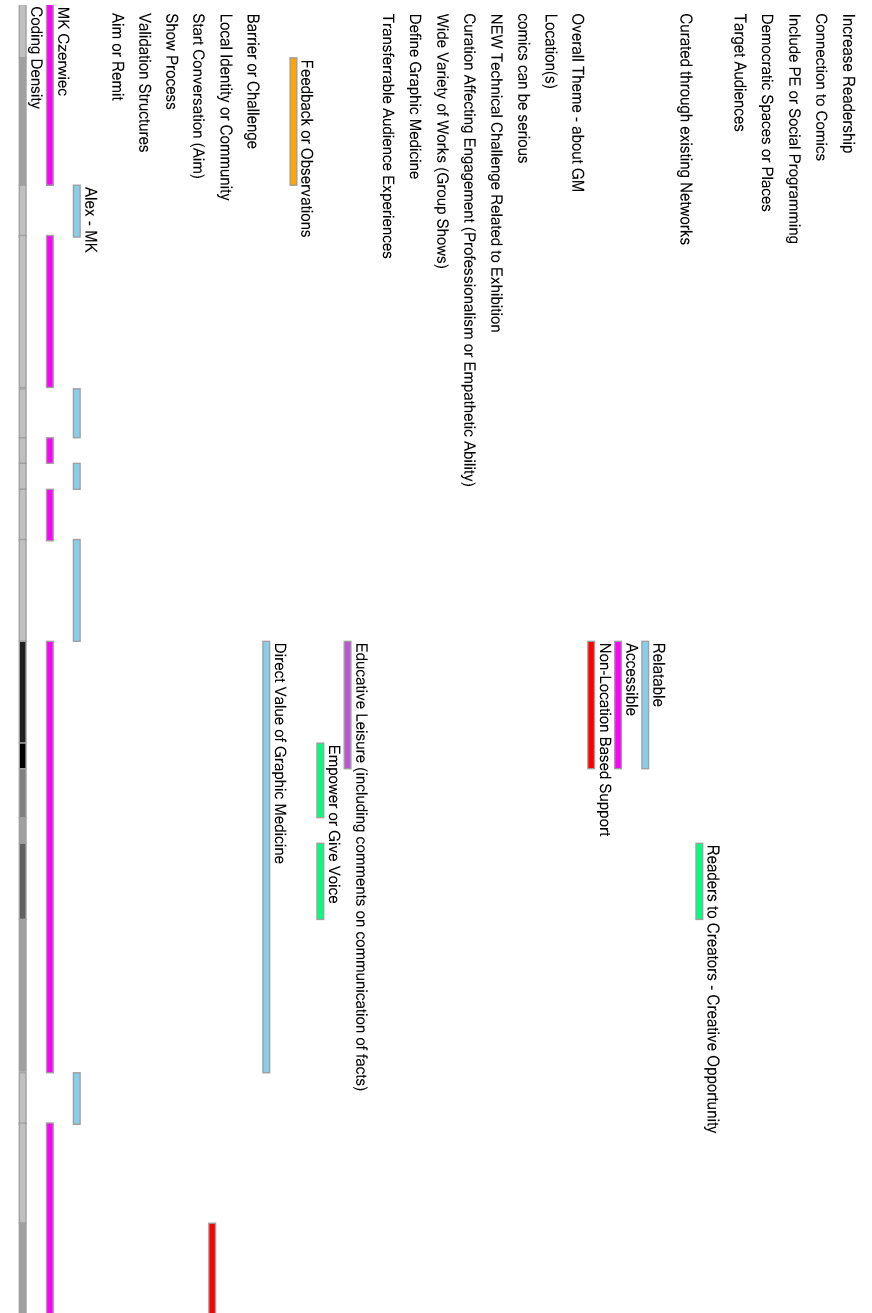 Increase Readership
Connection to Comics
Include PE or Social Programming
Democratic Spaces or Places
Target Audiences
Readers to Creators - Creative Opportunity
Curated through existing Networks
Relatable
Accessible
Non-Location Based Support
Overall Theme - about GM
Location(s)
comics can be serious
NEW Technical Challenge Related to Exhibition
Curation Affecting Engagement (Professionalism or Empathetic Ability)
Wide Variety of Works (Group Shows)
Define Graphic Medicine
Transferrable Audience Experiences
Educative Leisure (including comments on communication of facts)
Empower or Give Voice
Feedback or Observations
Direct Value of Graphic Medicine
Barrier or Challenge
Local Identity or Community
Start Conversation (Aim)
Show Process
Validation Structures
Aim or Remit
Alex - MK
MK Czerwiec
Coding Density